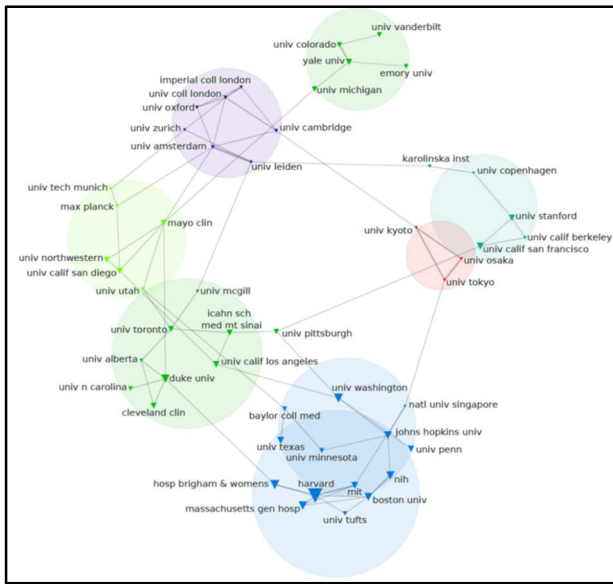 univ vanderbilt
univ colorado
yale univ
emory univ
univ michigan
imperial coll london
univ coll london
univ oxford
univ zurich
univ cambridge
univ amsterdam
univ leiden
karolinska inst
univ copenhagen
univ tech munich
max planck
univ stanford
mayo clin
univ kyoto
univ calif berkeley
univ calif san francisco
univ northwestern
univ osaka
univ calif san diego
univ tokyo
univ utah
univ mcgill
icahn sch
med mt sinai
univ toronto
univ pittsburgh
univ alberta
univ calif los angeles
duke univ
univ n carolina
univ washington
cleveland clin
natl univ singapore
baylor coll med
johns hopkins univ
univ texas
univ penn
univ minnesota
nih
hosp brigham & womens
harvard
mit
boston univ
massachusetts gen hosp
univ tufts